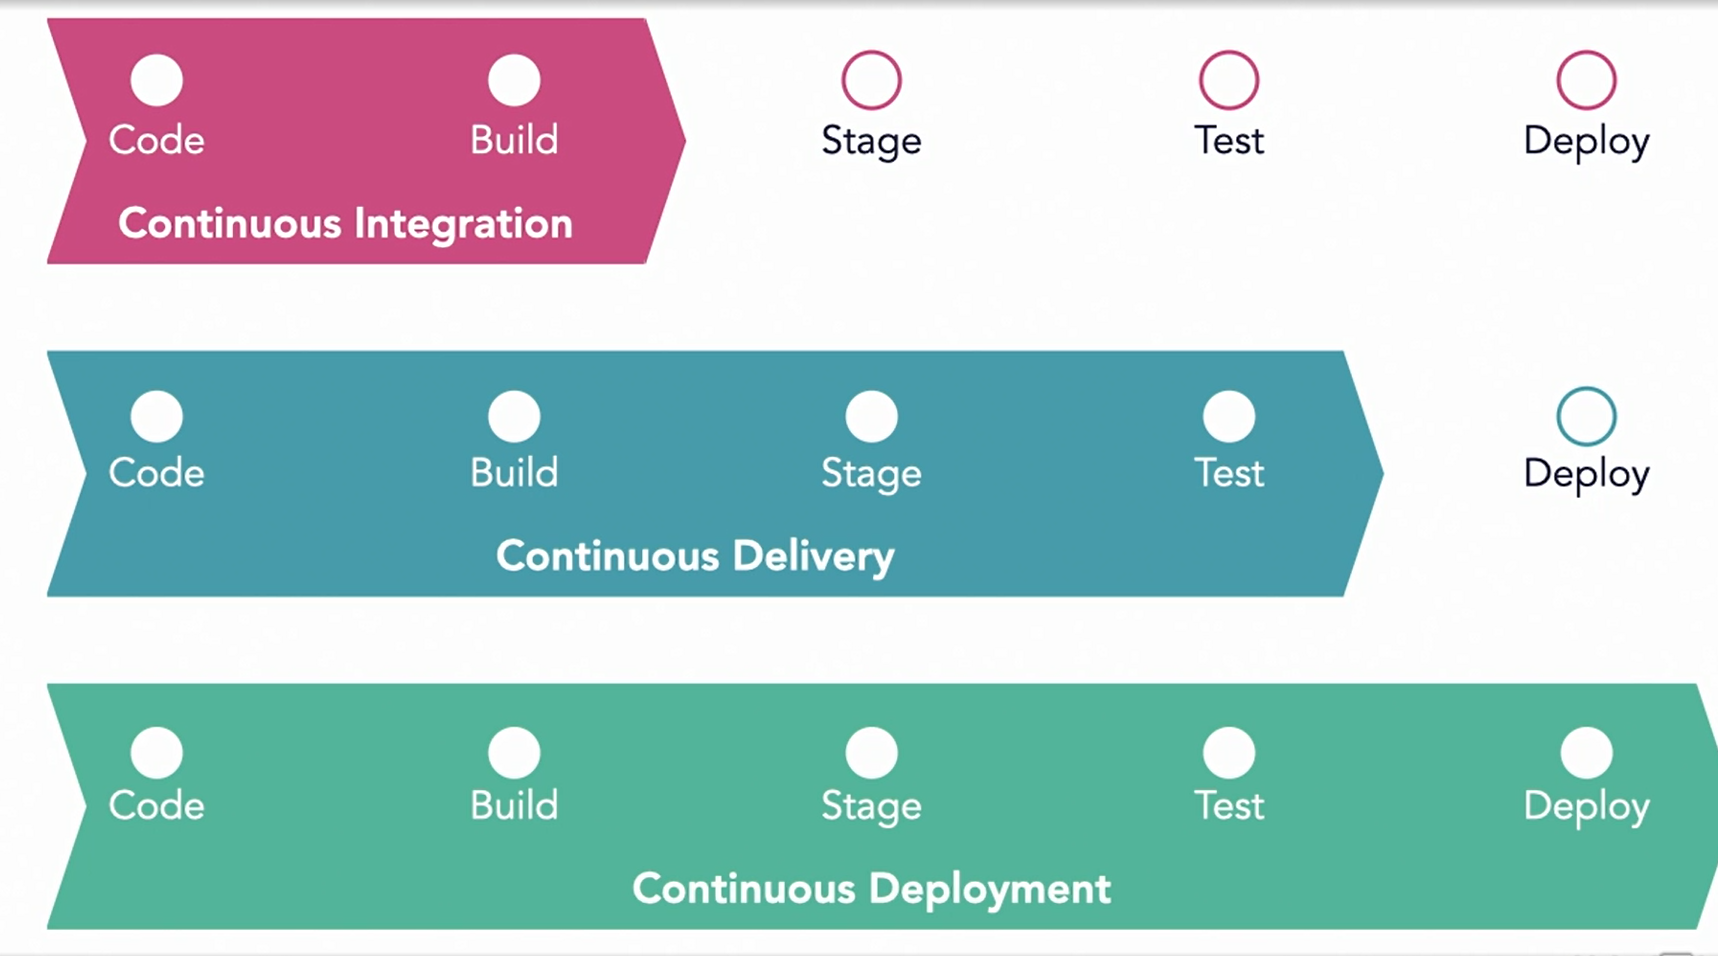 Code Build Stage Test Deploy
Continuous Integration
Code Build Stage Test Deploy
Continuous Delivery
Code Build Stage Test Deploy
Continuous Deployment